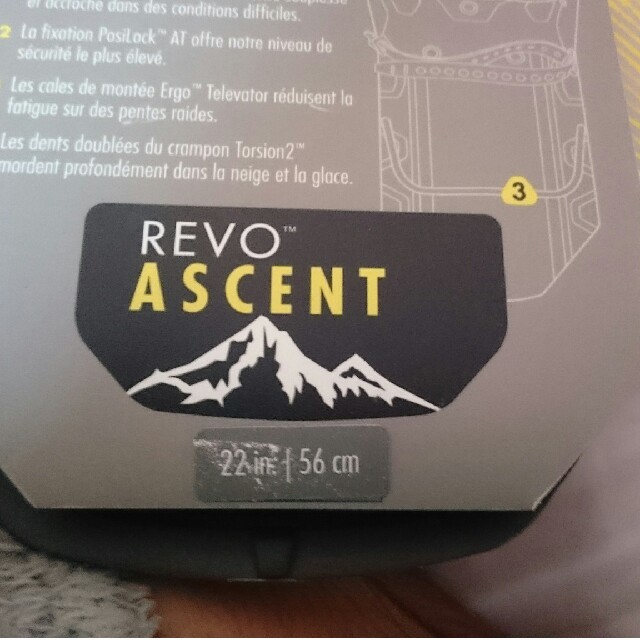 et accroche dans des conditions difficiles.
2 La fixation PosiLock™ AT offre notre niveau de
sécurité le plus élevé.
Les cales de montée Ergo™ Televator réduisent la
fatigue sur des pentes raides.
Les dents doublées du crampon Torsion2™
mordent profondément dans la neige et la glace.
3
REVO™
ASCENT
22 in | 56 cm